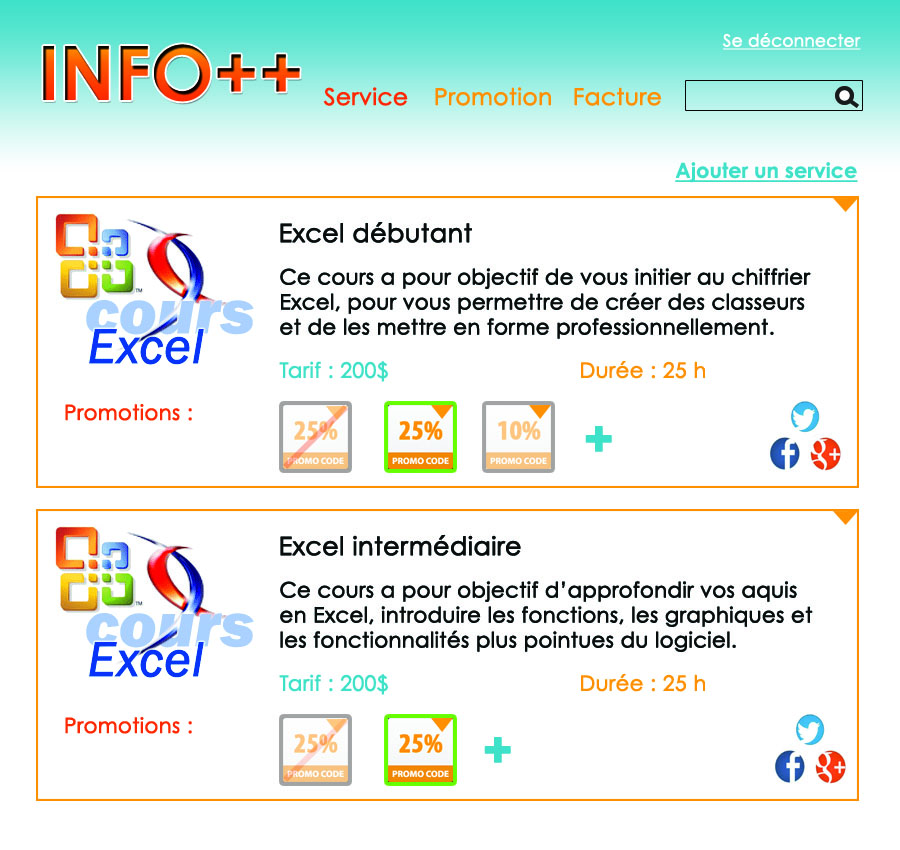 Se déconnecter
INFO++
Service Promotion Facture
Ajouter un service
cours
Excel
Excel débutant
Ce cours a pour objectif de vous initier au chiffrier
Excel, pour vous permettre de créer des classeurs
et de les mettre en forme professionnellement.
Tarif : 200$ Durée : 25 h
Promotions :
25% 25% 10%
PROMO CODE PROMO CODE PROMO CODE
cours
Excel
Excel intermédiaire
Ce cours a pour objectif d’approfondir vos aquis
en Excel, introduire les fonctions, les graphiques et
les fonctionnalités plus pointues du logiciel.
Tarif : 200$ Durée : 25 h
Promotions :
25% 25%
PROMO CODE PROMO CODE